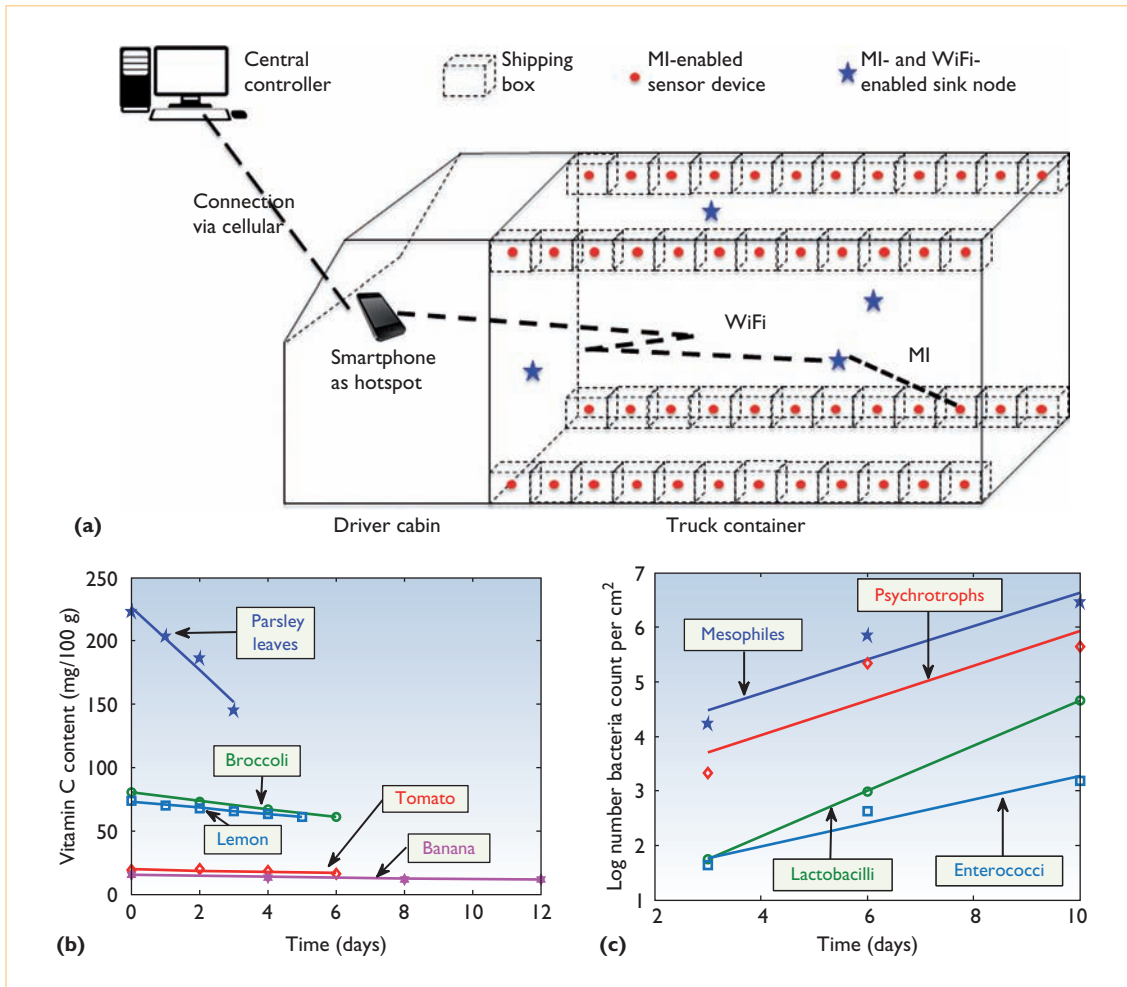 Central
controller
Shipping
box
MI-enabled
sensor device
MI- and WiFi-
enabled sink node
Connection
via cellular
Smartphone
as hotspot
WiFi
MI
(a)
Driver cabin
Truck container
250
200
150
100
50
0
Vitamin C content (mg/100 g)
Parsley
leaves
Broccoli
Lemon
Tomato
Banana
0
2
4
6
8
10
12
(b)
Time (days)
7
6
5
4
3
2
1
Log number bacteria count per cm2
Psychrotrophs
Mesophiles
Lactobacilli
Enterococci
2
4
6
8
10
(c)
Time (days)